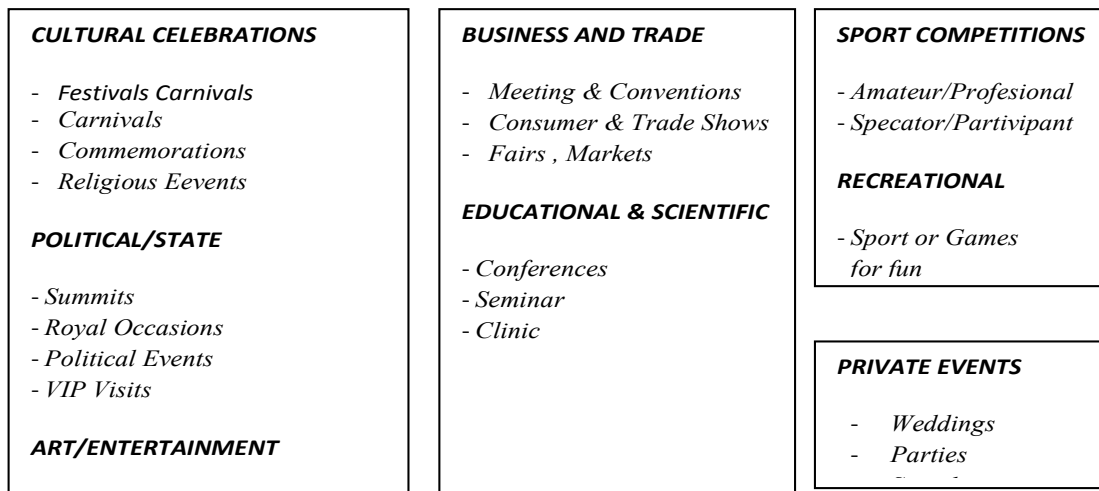 CULTURAL CELEBRATIONS
- Festivals Carnivals
- Carnivals
- Commemorations
- Religious Eevents
POLITICAL/STATE
- Summits
- Royal Occasions
- Political Events
- VIP Visits
ART/ENTERTAINMENT
BUSINESS AND TRADE
- Meeting & Conventions
- Consumer & Trade Shows
- Fairs , Markets
EDUCATIONAL & SCIENTIFIC
- Conferences
- Seminar
- Clinic
SPORT COMPETITIONS
- Amateur/Profesional
- Specator/Partivipant
RECREATIONAL
- Sport or Games
for fun
PRIVATE EVENTS
- Weddings
- Parties